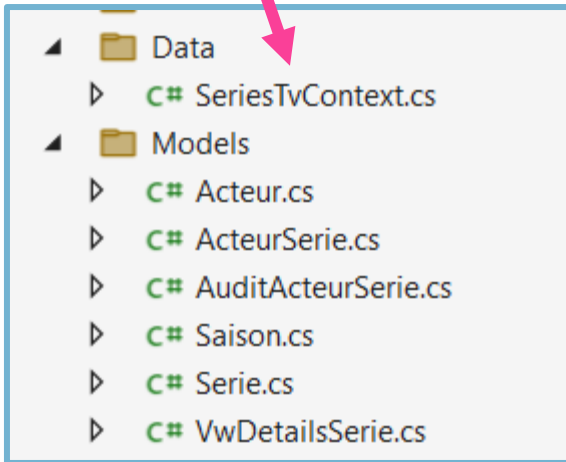 Data
C# SeriesTvContext.cs
Models
C# Acteur.cs
C# ActeurSerie.cs
C# AuditActeurSerie.cs
C# Saison.cs
C# Serie.cs
C# VwDetailsSerie.cs